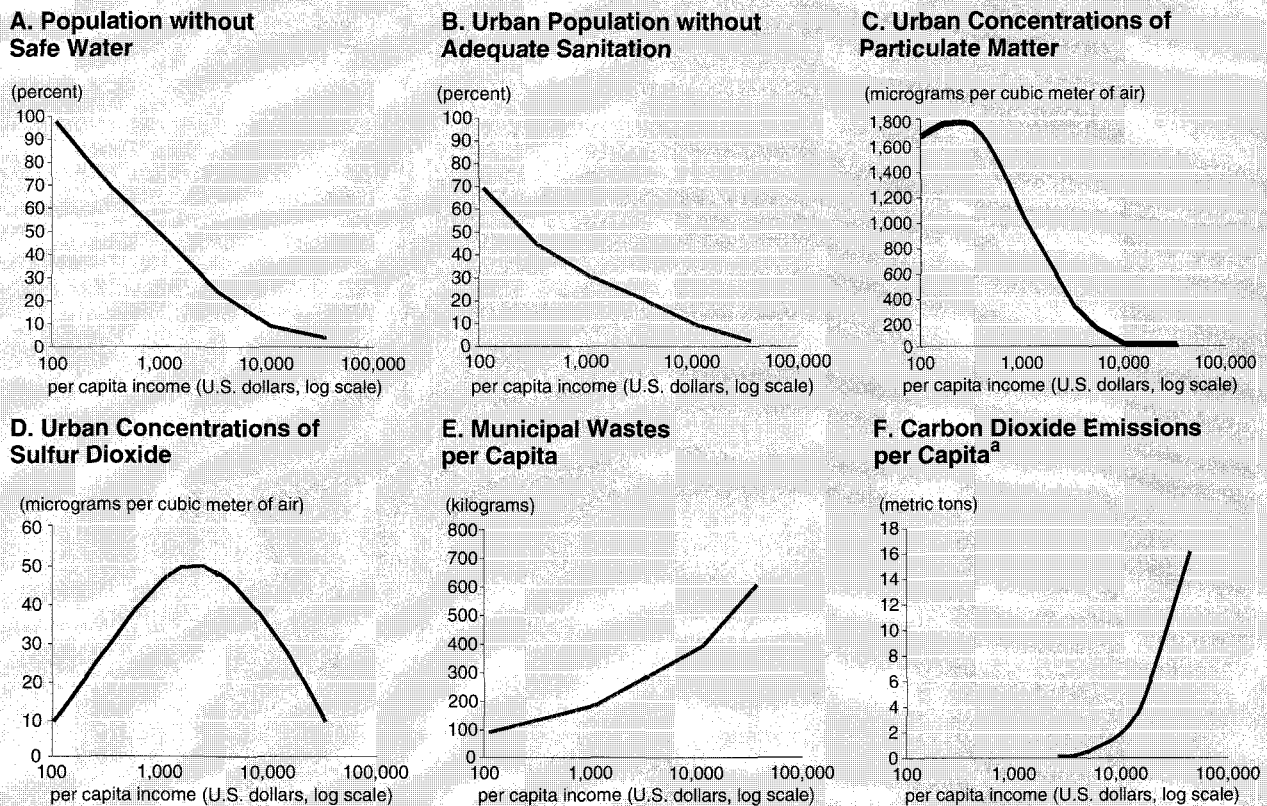 A. Population without
Safe Water
(percent)
100
90
80
70
60
50
40
30
20
10
0
100 1,000 10,000 100,000
per capita income (U.S. dollars, log scale)
B. Urban Population without
Adequate Sanitation
(percent)
100
90
80
70
60
50
40
30
20
10
0
100 1,000 10,000 100,000
per capita income (U.S. dollars, log scale)
C. Urban Concentrations of
Particulate Matter
(micrograms per cubic meter of air)
1,800
1,600
1,400
1,200
1,000
800
600
400
200
0
100 1,000 10,000 100,000
per capita income (U.S. dollars, log scale)
D. Urban Concentrations of
Sulfur Dioxide
(micrograms per cubic meter of air)
60
50
40
30
20
10
0
100 1,000 10,000 100,000
per capita income (U.S. dollars, log scale)
E. Municipal Wastes
per Capita
(kilograms)
800
700
600
500
400
300
200
100
0
100 1,000 10,000 100,000
per capita income (U.S. dollars, log scale)
F. Carbon Dioxide Emissions
per Capitaa
(metric tons)
18
16
14
12
10
8
6
4
2
0
100 1,000 10,000 100,000
per capita income (U.S. dollars, log scale)